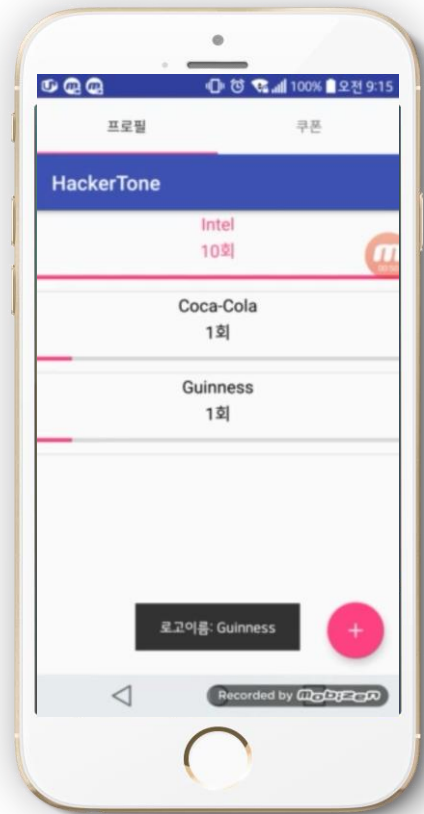 100% 오전 9:15
프로필 쿠폰
HackerTone
Intel
10회
Coca-Cola
1회
Guinness
1회
로고이름: Guinness
+
Recorded by mobizen